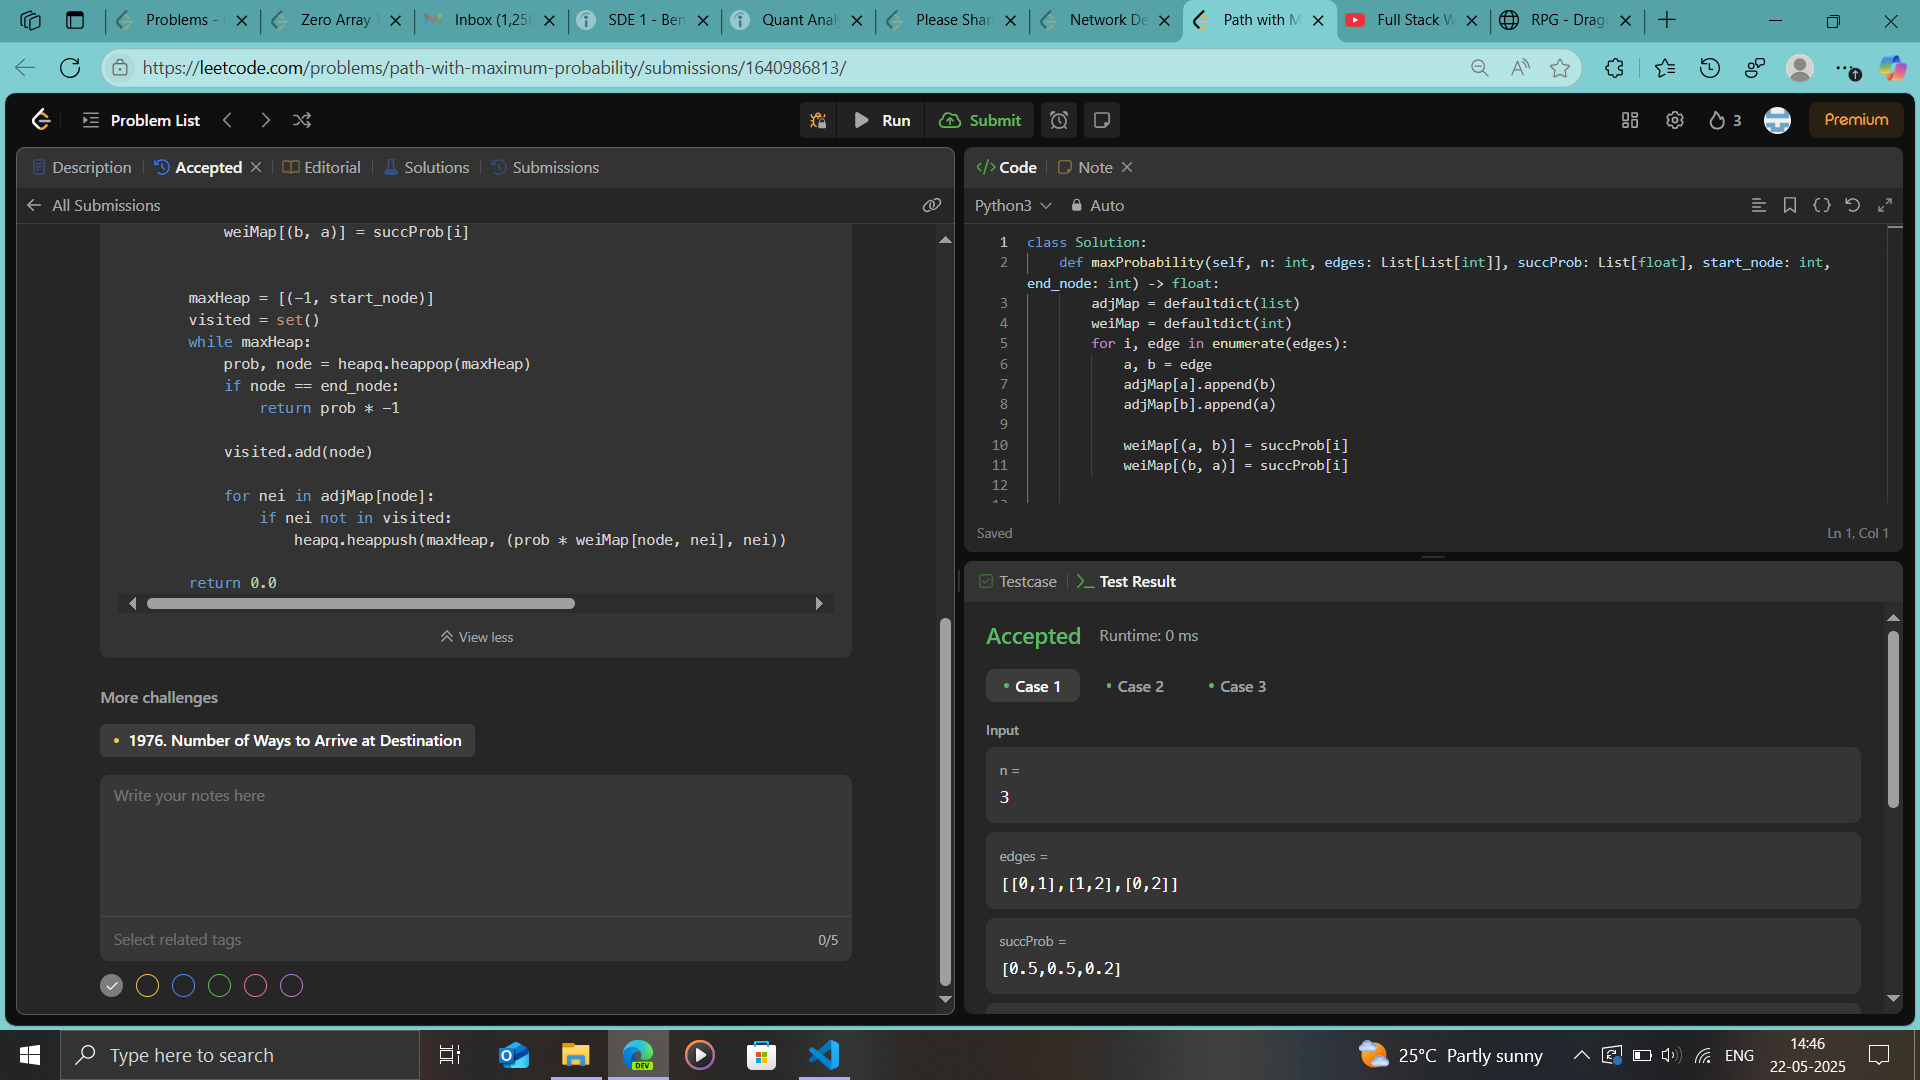 Problems -
Zero Array T
Inbox (1,25
SDE 1 - Ben
Quant Anal
Please Shar
Network De
Path with M
Full Stack W
RPG - Drag
https://leetcode.com/problems/path-with-maximum-probability/submissions/1640986813/
Problem List
Run
Submit
3
Premium
Description
Accepted
Editorial
Solutions
Submissions
All Submissions
weiMap[(b, a)] = succProb[i]
maxHeap = [(-1, start_node)]
visited = set()
while maxHeap:
prob, node = heapq.heappop(maxHeap)
if node == end_node:
return prob * -1
visited.add(node)
for nei in adjMap[node]:
if nei not in visited:
heapq.heappush(maxHeap, (prob * weiMap[node, nei], nei))
return 0.0
View less
More challenges
1976. Number of Ways to Arrive at Destination
Write your notes here
Select related tags
0/5
Code
Note
Python3
Auto
1 class Solution:
2 def maxProbability(self, n: int, edges: List[List[int]], succProb: List[float], start_node: int,
end_node: int) -> float:
3 adjMap = defaultdict(list)
4 weiMap = defaultdict(int)
5 for i, edge in enumerate(edges):
6 a, b = edge
7 adjMap[a].append(b)
8 adjMap[b].append(a)
9
10 weiMap[(a, b)] = succProb[i]
11 weiMap[(b, a)] = succProb[i]
12
Saved
Ln 1, Col 1
Testcase
Test Result
Accepted
Runtime: 0 ms
Case 1
Case 2
Case 3
Input
n =
3
edges =
[[0,1],[1,2],[0,2]]
succProb =
[0.5,0.5,0.2]
Type here to search
DEV
25°C Partly sunny
ENG
14:46
22-05-2025